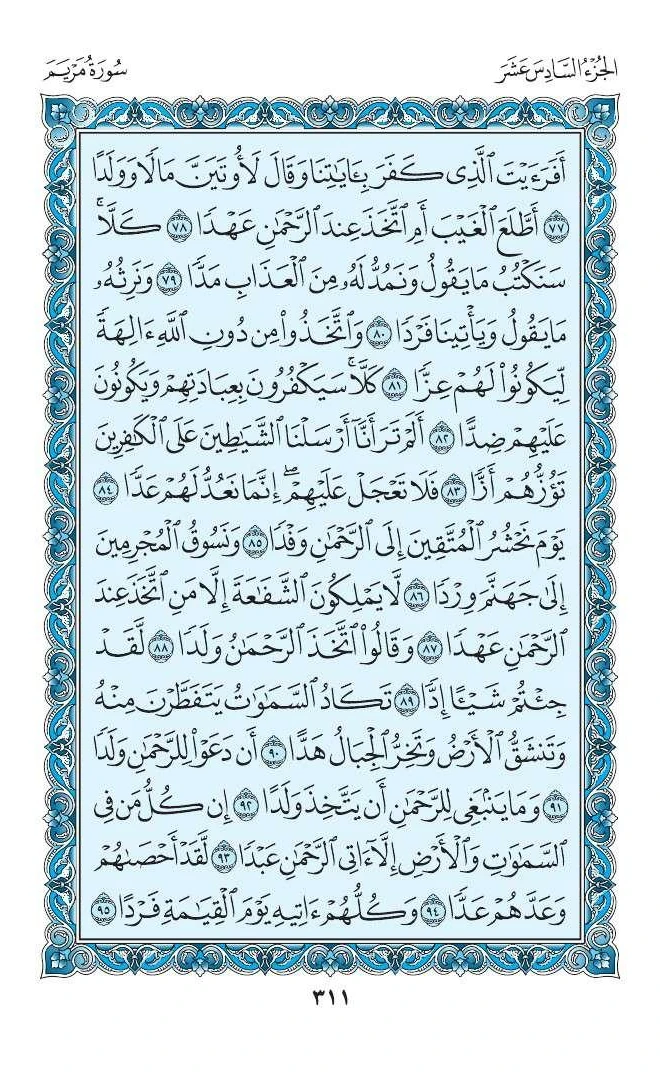 الجزء السادس عشر
سورة مريم
أَفَرَءَيْتَ ٱلَّذِى كَفَرَ بِـَٔايَـٰتِنَا وَقَالَ لَأُوتَيَنَّ مَالًا وَوَلَدًا
٧٧ أَطَّلَعَ ٱلْغَيْبَ أَمِ ٱتَّخَذَ عِندَ ٱلرَّحْمَـٰنِ عَهْدًا ٧٨ كَلَّا ۚ
سَنَكْتُبُ مَا يَقُولُ وَنَمُدُّ لَهُۥ مِنَ ٱلْعَذَابِ مَدًّا ٧٩ وَنَرِثُهُۥ
مَا يَقُولُ وَيَأْتِينَا فَرْدًا ٨٠ وَٱتَّخَذُوا۟ مِن دُونِ ٱللَّهِ ءَالِهَةً
لِّيَكُونُوا۟ لَهُمْ عِزًّا ٨١ كَلَّا ۚ سَيَكْفُرُونَ بِعِبَادَتِهِمْ وَيَكُونُونَ
عَلَيْهِمْ ضِدًّا ٨٢ أَلَمْ تَرَ أَنَّآ أَرْسَلْنَا ٱلشَّيَـٰطِينَ عَلَى ٱلْكَـٰفِرِينَ
تَؤُزُّهُمْ أَزًّا ٨٣ فَلَا تَعْجَلْ عَلَيْهِمْ ۖ إِنَّمَا نَعُدُّ لَهُمْ عَدًّا ٨٤
يَوْمَ نَحْشُرُ ٱلْمُتَّقِينَ إِلَى ٱلرَّحْمَـٰنِ وَفْدًا ٨٥ وَنَسُوقُ ٱلْمُجْرِمِينَ
إِلَىٰ جَهَنَّمَ وِرْدًا ٨٦ لَّا يَمْلِكُونَ ٱلشَّفَـٰعَةَ إِلَّا مَنِ ٱتَّخَذَ عِندَ
ٱلرَّحْمَـٰنِ عَهْدًا ٨٧ وَقَالُوا۟ ٱتَّخَذَ ٱلرَّحْمَـٰنُ وَلَدًا ٨٨ لَّقَدْ
جِئْتُمْ شَيْـًٔا إِدًّا ٨٩ تَكَادُ ٱلسَّمَـٰوَٰتُ يَتَفَطَّرْنَ مِنْهُ
وَتَنشَقُّ ٱلْأَرْضُ وَتَخِرُّ ٱلْجِبَالُ هَدًّا ٩٠ أَن دَعَوْا۟ لِلرَّحْمَـٰنِ وَلَدًا
٩١ وَمَا يَنۢبَغِى لِلرَّحْمَـٰنِ أَن يَتَّخِذَ وَلَدًا ٩٢ إِن كُلُّ مَن فِى
ٱلسَّمَـٰوَٰتِ وَٱلْأَرْضِ إِلَّآ ءَاتِى ٱلرَّحْمَـٰنِ عَبْدًا ٩٣ لَّقَدْ أَحْصَىٰهُمْ
وَعَدَّهُمْ عَدًّا ٩٤ وَكُلُّهُمْ ءَاتِيهِ يَوْمَ ٱلْقِيَـٰمَةِ فَرْدًا ٩٥
٣١١